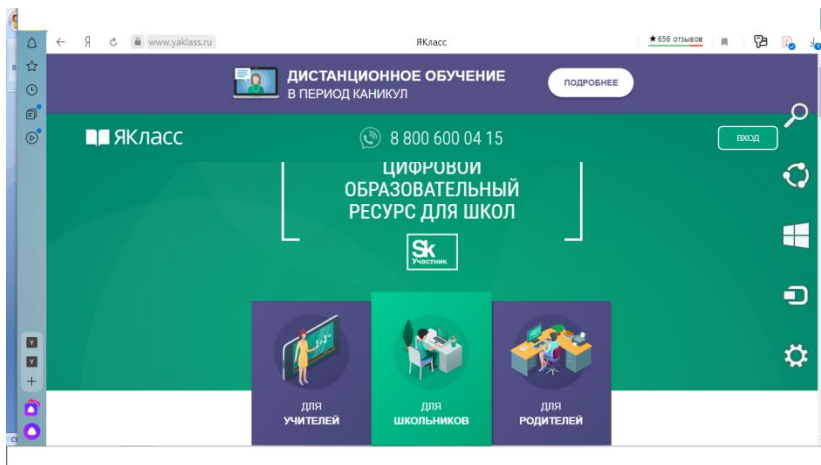 www.yaklass.ru
ЯКласс
★ 656 отзывов
ДИСТАНЦИОННОЕ ОБУЧЕНИЕ
В ПЕРИОД КАНИКУЛ
ПОДРОБНЕЕ
ЯКласс
8 800 600 04 15
ВХОД
ЦИФРОВОЙ
ОБРАЗОВАТЕЛЬНЫЙ
РЕСУРС ДЛЯ ШКОЛ
Sk
Участник
ДЛЯ
УЧИТЕЛЕЙ
ДЛЯ
ШКОЛЬНИКОВ
ДЛЯ
РОДИТЕЛЕЙ